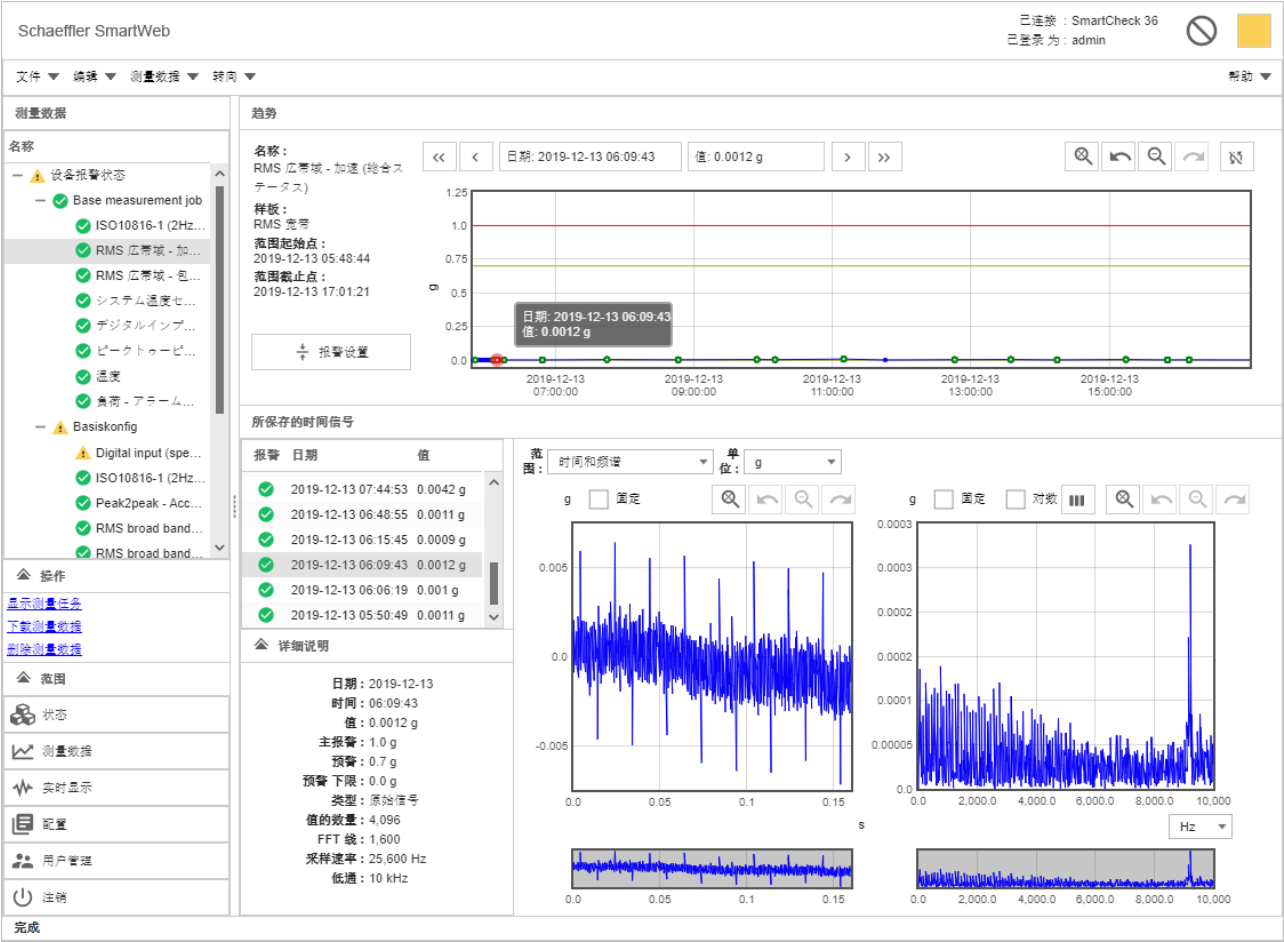 Schaeffler SmartWeb
已连接 : SmartCheck 36
已登录 为 : admin
文件 编辑 测量数据 转向 帮助
测量数据
名称
设备报警状态
Base measurement job
ISO10816-1 (2Hz...
RMS 広帯域 - 加...
RMS 広帯域 - 包...
システム温度セ...
デジタルインプ...
ピークトゥーピ...
温度
負荷 - アラーム...
Basiskonfig
Digital input (spe...
ISO10816-1 (2Hz...
Peak2peak - Acc...
RMS broad band...
RMS broad band...
操作
显示测量任务
下载测量数据
删除测量数据
范围
状态
测量数据
实时显示
配置
用户管理
注销
完成
趋势
名称 :
RMS 広帯域 - 加速 (総合ス
テータス)
样板 :
RMS 宽带
范围起始点 :
2019-12-13 05:48:44
范围截止点 :
2019-12-13 17:01:21
报警设置
<< < 日期: 2019-12-13 06:09:43 值: 0.0012 g > >>
1.25
1.0
0.75
0.5
0.25
0.0
g
日期: 2019-12-13 06:09:43
值: 0.0012 g
2019-12-13 2019-12-13 2019-12-13 2019-12-13 2019-12-13
07:00:00 09:00:00 11:00:00 13:00:00 15:00:00
所保存的时间信号
报警 日期 值
2019-12-13 07:44:53 0.0042 g
2019-12-13 06:48:55 0.0011 g
2019-12-13 06:15:45 0.0009 g
2019-12-13 06:09:43 0.0012 g
2019-12-13 06:06:19 0.001 g
2019-12-13 05:50:49 0.0011 g
详细说明
日期 : 2019-12-13
时间 : 06:09:43
值 : 0.0012 g
主报警 : 1.0 g
预警 : 0.7 g
预警 下限 : 0.0 g
类型 : 原始信号
值的数量 : 4,096
FFT 线 : 1,600
采样速率 : 25,600 Hz
低通 : 10 kHz
范
围 : 时间和频谱
单
位 : g
g 固定
0.005
0.0
-0.005
0.0 0.05 0.1 0.15
s
0.0 0.05 0.1 0.15
g 固定 对数
0.0003
0.0003
0.0002
0.0002
0.0001
0.00005
0.0
0.0 2,000.0 4,000.0 6,000.0 8,000.0 10,000
Hz
0.0 2,000.0 4,000.0 6,000.0 8,000.0 10,000